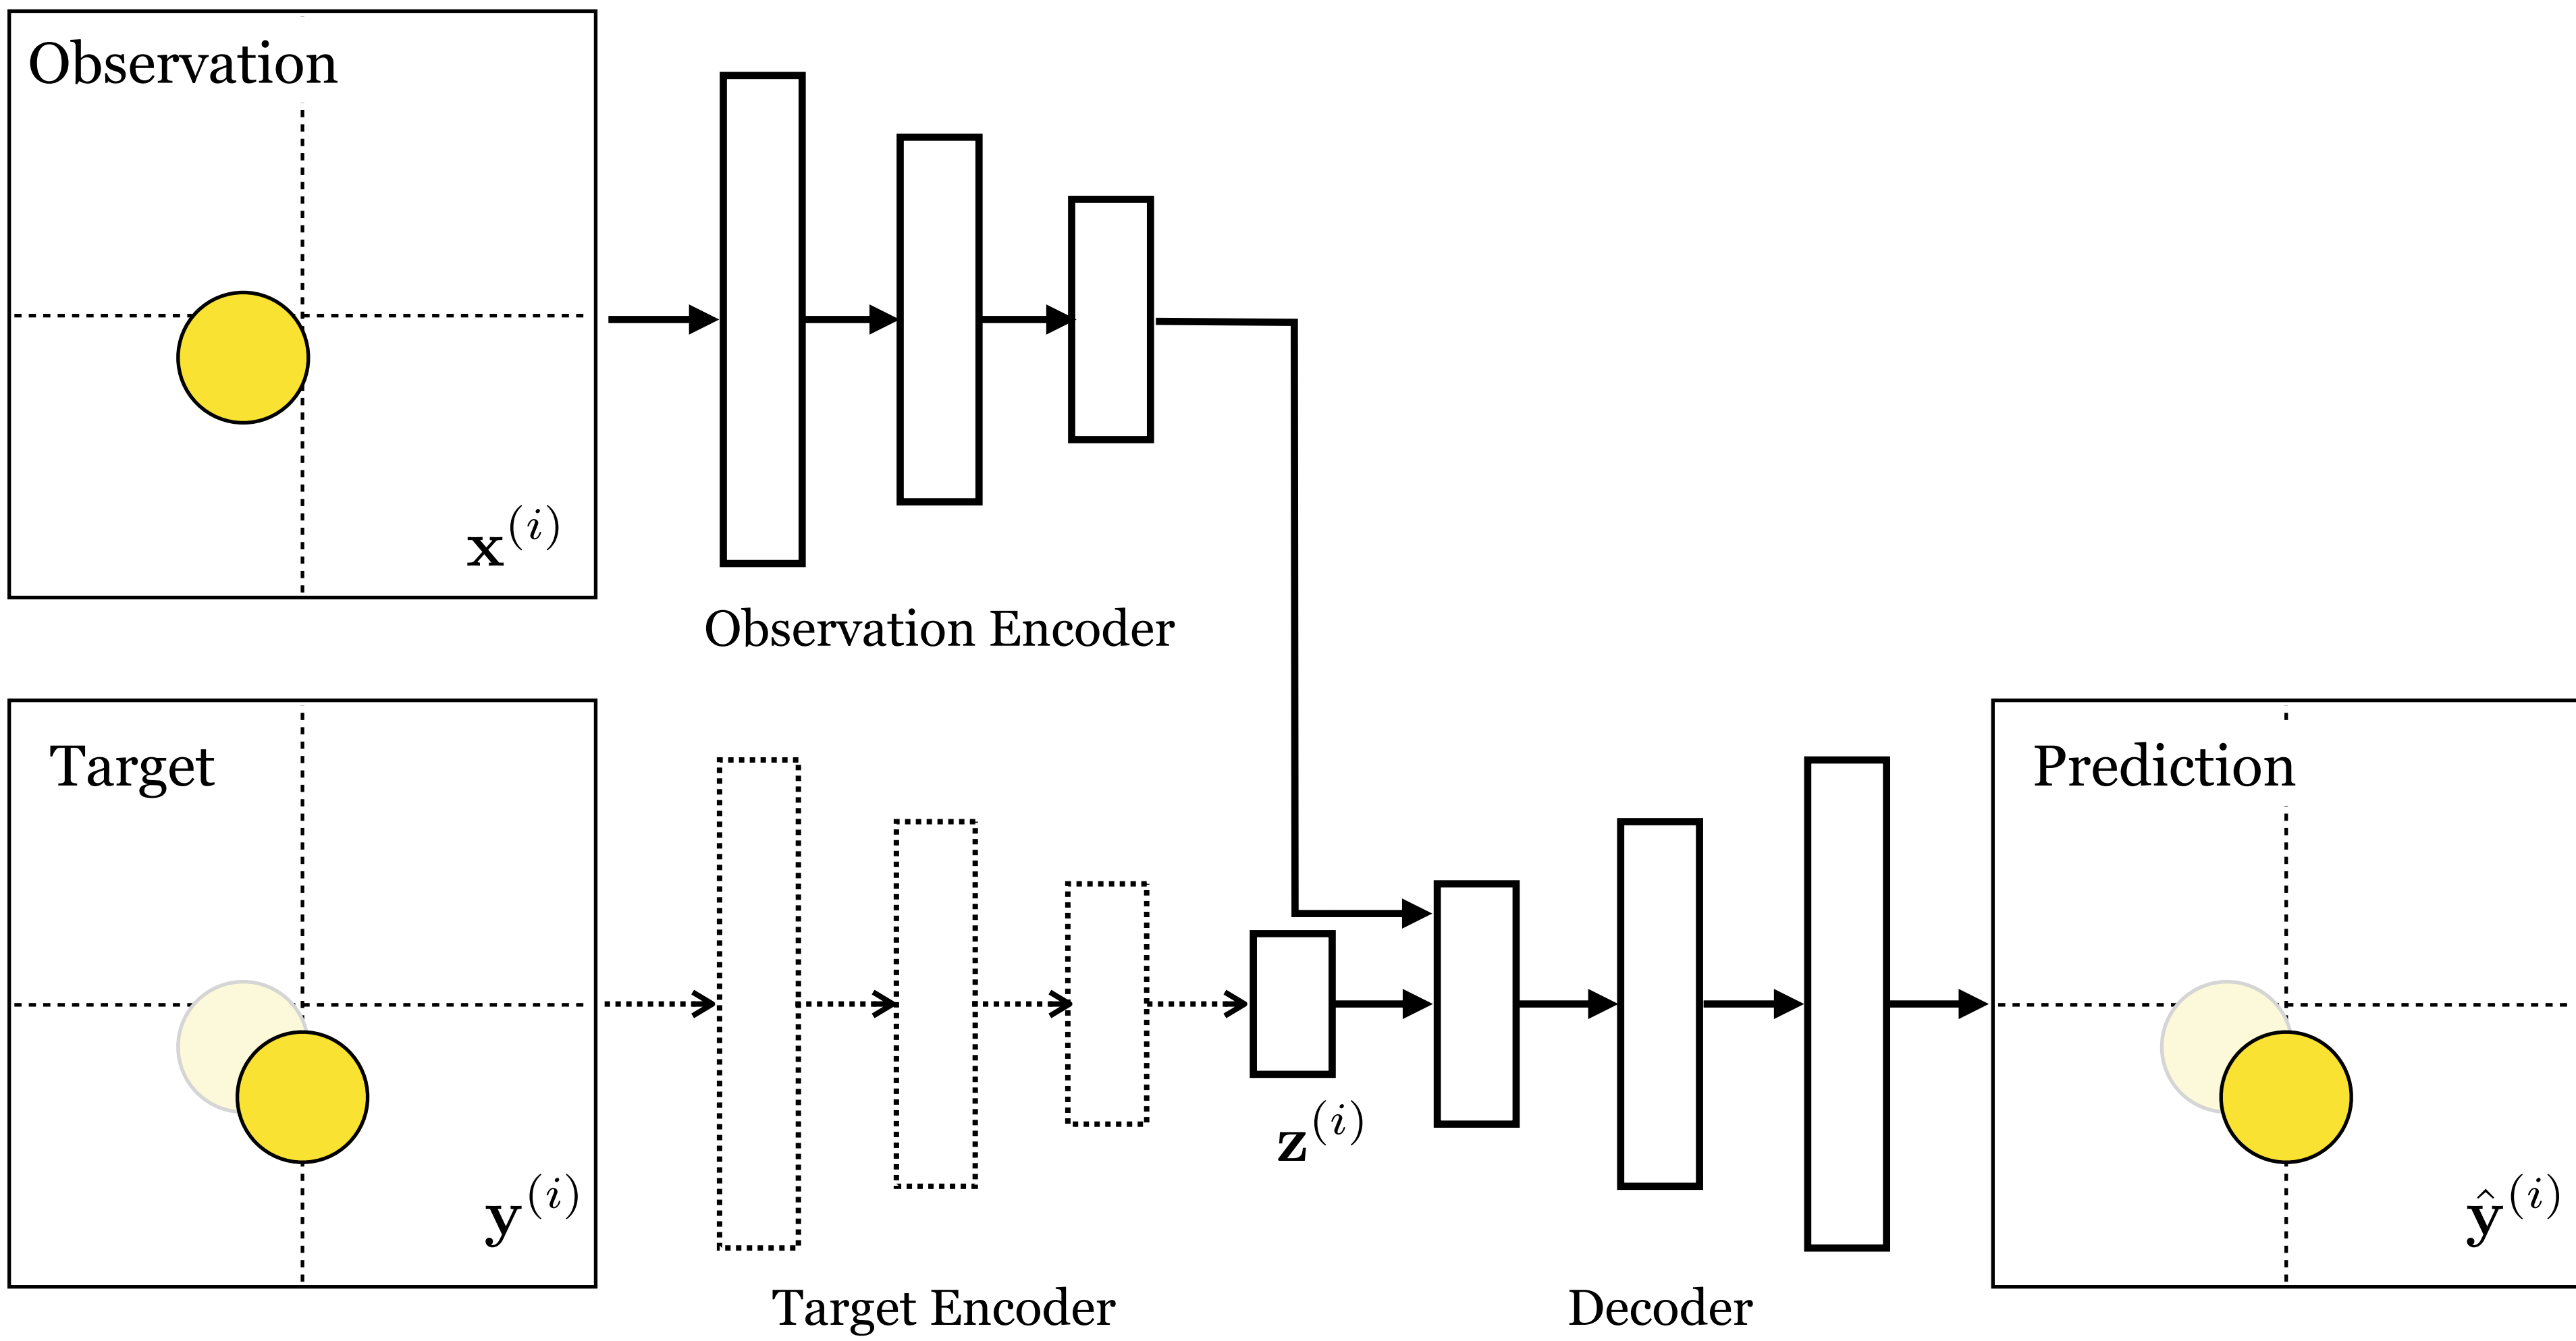 Observation
x^(i)
Observation Encoder
Target
Prediction
z^(i)
y^(i)
ŷ^(i)
Target Encoder
Decoder